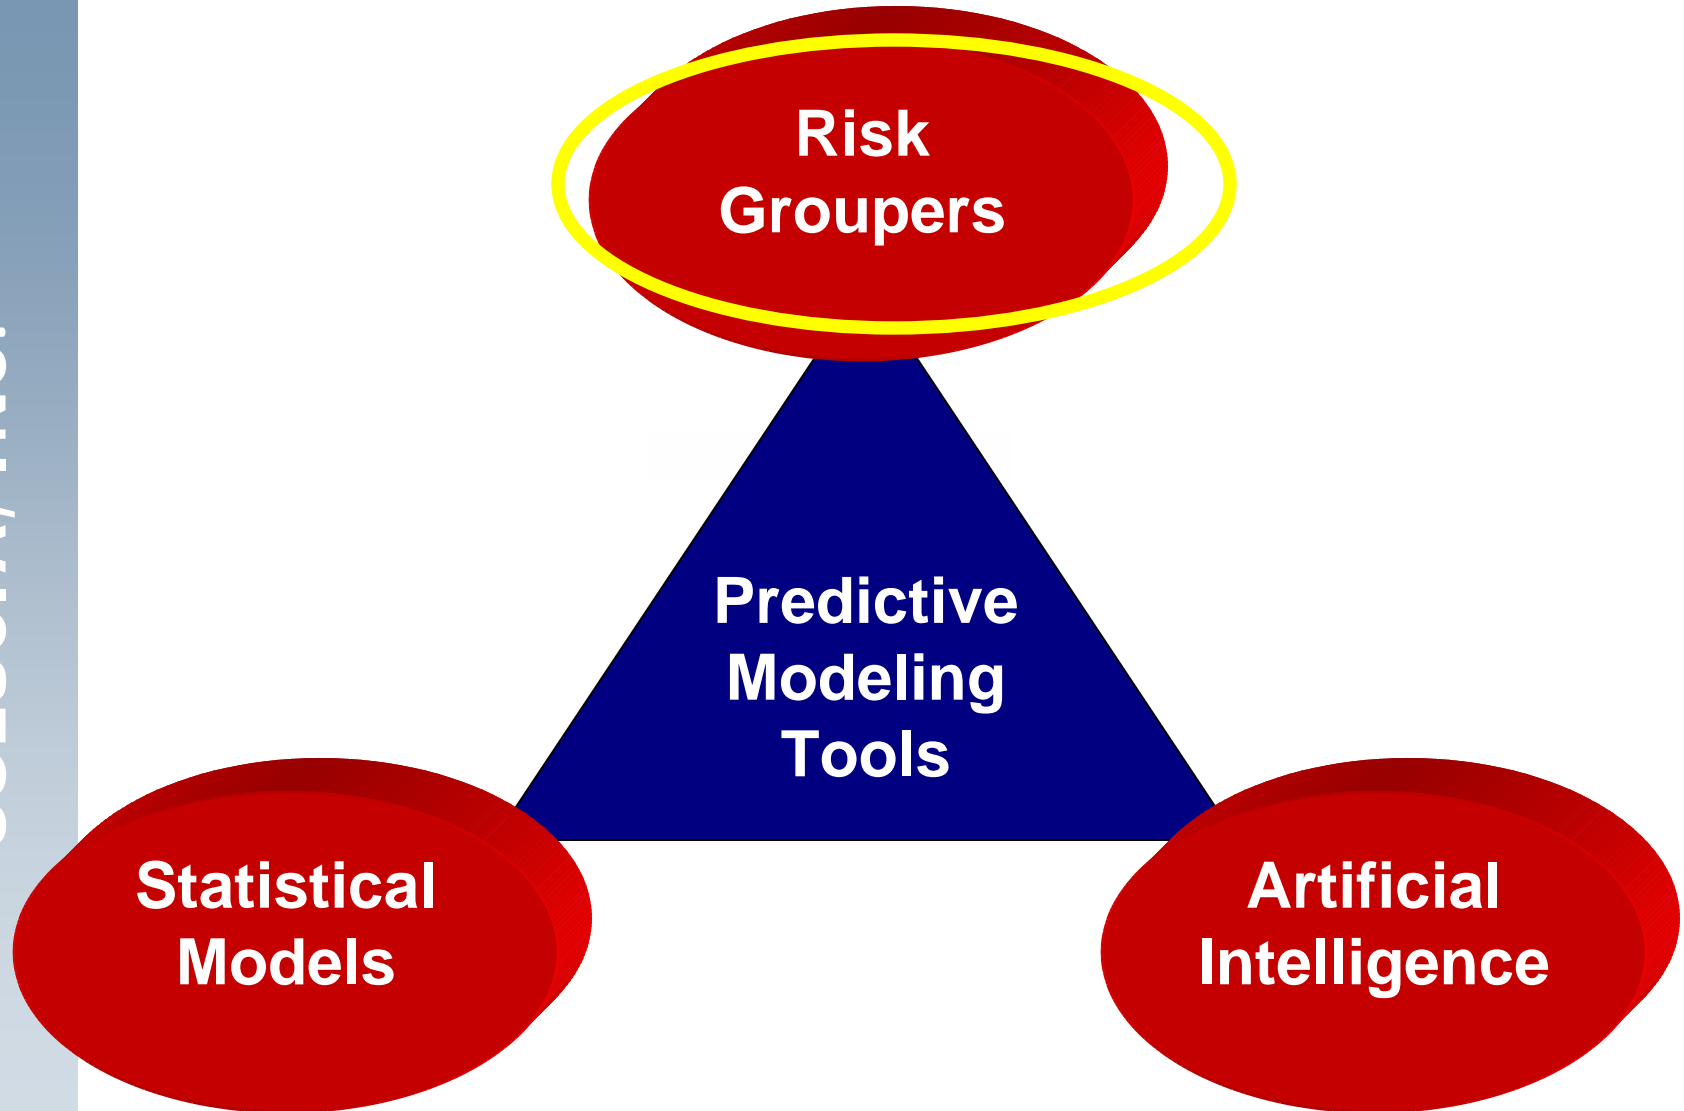 Risk
Groupers
Predictive
Modeling
Tools
Statistical
Models
Artificial
Intelligence